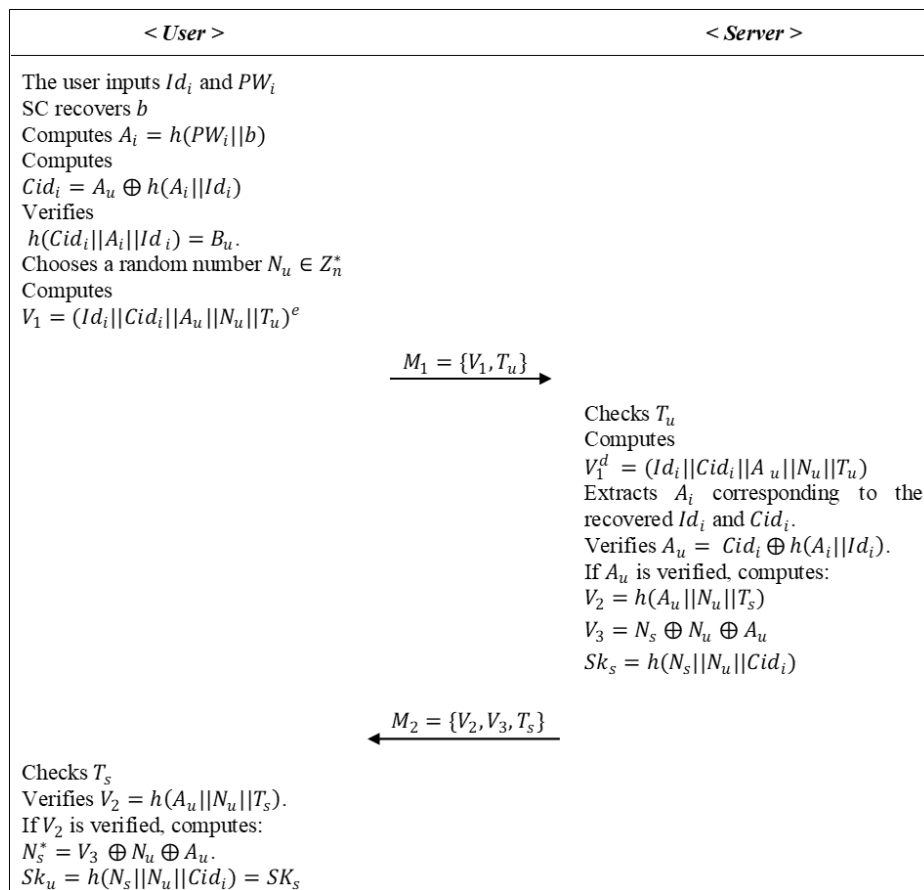 < User >
< Server >
The user inputs Id_i and PW_i
SC recovers b
Computes A_i = h(PW_i||b)
Computes
Cid_i = A_u ⊕ h(A_i||Id_i)
Verifies
h(Cid_i||A_i||Id_i) = B_u.
Chooses a random number N_u ∈ Z_n^*
Computes
V_1 = (Id_i||Cid_i||A_u||N_u||T_u)^e
M_1 = {V_1, T_u}
Checks T_u
Computes
V_1^d = (Id_i||Cid_i||A_u||N_u||T_u)
Extracts A_i corresponding to the
recovered Id_i and Cid_i.
Verifies A_u = Cid_i ⊕ h(A_i||Id_i).
If A_u is verified, computes:
V_2 = h(A_u||N_u||T_s)
V_3 = N_s ⊕ N_u ⊕ A_u
Sk_s = h(N_s||N_u||Cid_i)
M_2 = {V_2, V_3, T_s}
Checks T_s
Verifies V_2 = h(A_u||N_u||T_s).
If V_2 is verified, computes:
N_s^* = V_3 ⊕ N_u ⊕ A_u.
Sk_u = h(N_s||N_u||Cid_i) = SK_s